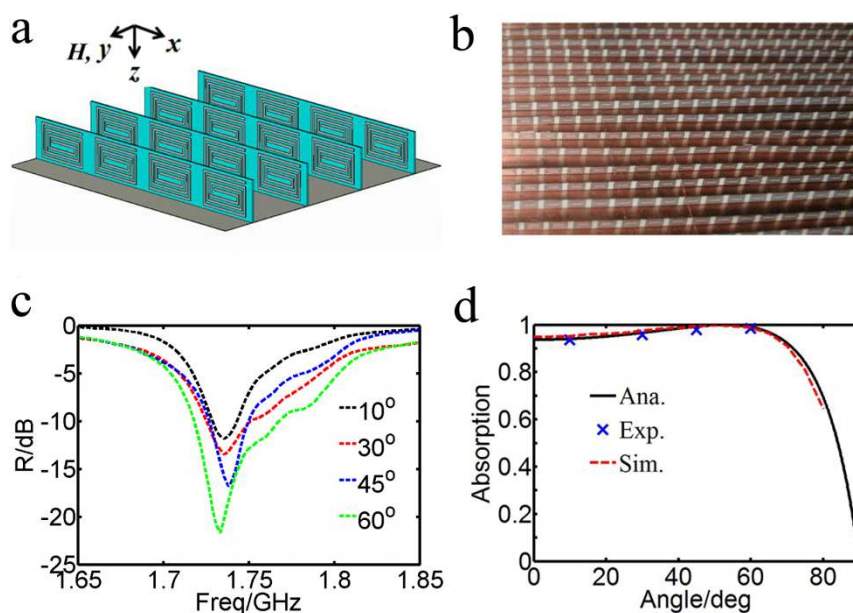 a
H, y x
z
b
c
R/dB
0
-5
-10
-15
-20
-25
10°
30°
45°
60°
1.65 1.7 1.75 1.8 1.85
Freq/GHz
d
Absorption
1
0.8
0.6
0.4
0.2
0
Ana.
Exp.
Sim.
0 20 40 60 80
Angle/deg